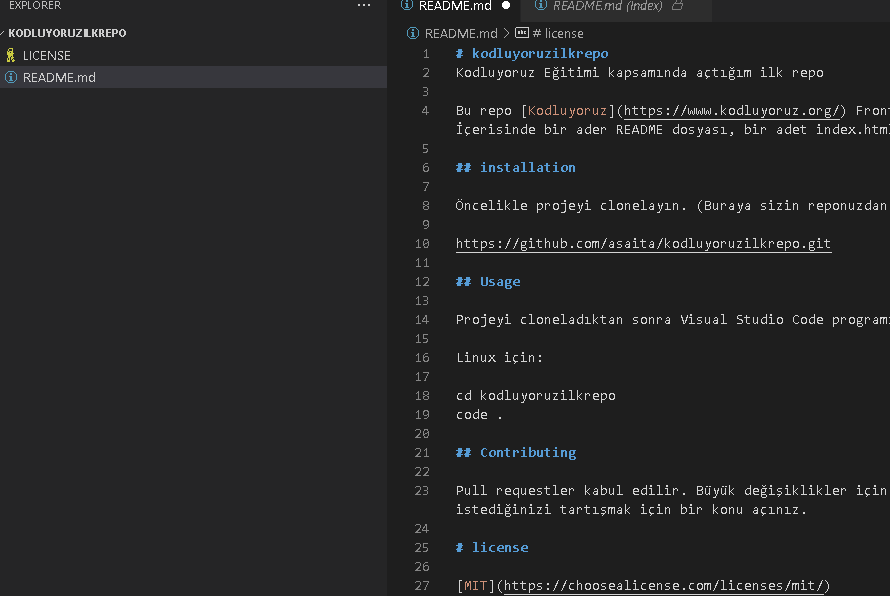 EXPLORER
···
README.md
README.md (Index)
KODLUYORUZILKREPO
LICENSE
README.md
README.md > # license
1 # kodluyoruzilkrepo
2 Kodluyoruz Eğitimi kapsamında açtığım ilk repo
3
4 Bu repo [Kodluyoruz](https://www.kodluyoruz.org/) Front
İçerisinde bir ader README dosyası, bir adet index.html
5
6 ## installation
7
8 Öncelikle projeyi clonelayın. (Buraya sizin reponuzdan
9
10 https://github.com/asaita/kodluyoruzilkrepo.git
11
12 ## Usage
13
14 Projeyi cloneladıktan sonra Visual Studio Code programı
15
16 Linux için:
17
18 cd kodluyoruzilkrepo
19 code .
20
21 ## Contributing
22
23 Pull requestler kabul edilir. Büyük değişiklikler için
istediğinizi tartışmak için bir konu açınız.
24
25 # license
26
27 [MIT](https://choosealicense.com/licenses/mit/)